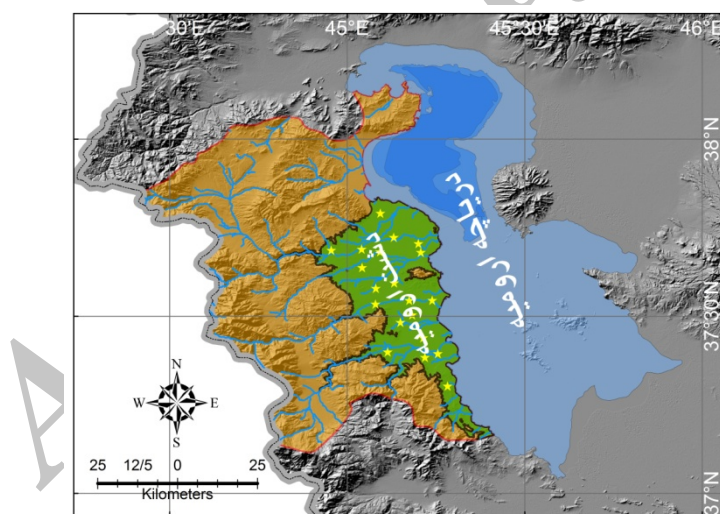 30'E
45°E
45°30'E
46°E
38°N
37°30'N
37°N
دریاچه ارومیه
دشت ارومیه
N
W E
S
25 12/5 0 25
Kilometers
A